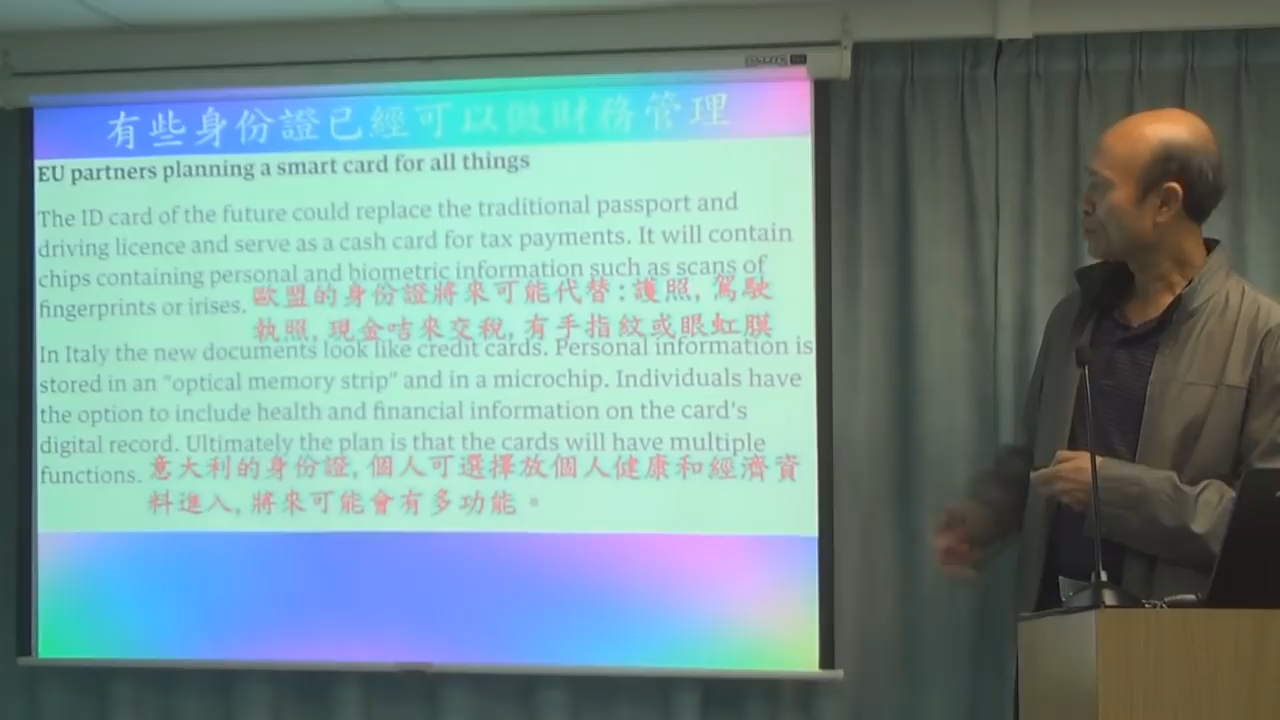 有些身份證已經可以做財務管理
EU partners planning a smart card for all things
The ID card of the future could replace the traditional passport and
driving licence and serve as a cash card for tax payments. It will contain
chips containing personal and biometric information such as scans of
fingerprints or irises.
歐盟的身份證將來可能代替:護照, 駕駛
執照, 現金咭來交稅, 有手指紋或眼虹膜
In Italy the new documents look like credit cards. Personal information is
stored in an "optical memory strip" and in a microchip. Individuals have
the option to include health and financial information on the card's
digital record. Ultimately the plan is that the cards will have multiple
functions.
意大利的身份證, 個人可選擇放個人健康和經濟資
料進入, 將來可能會有多功能。